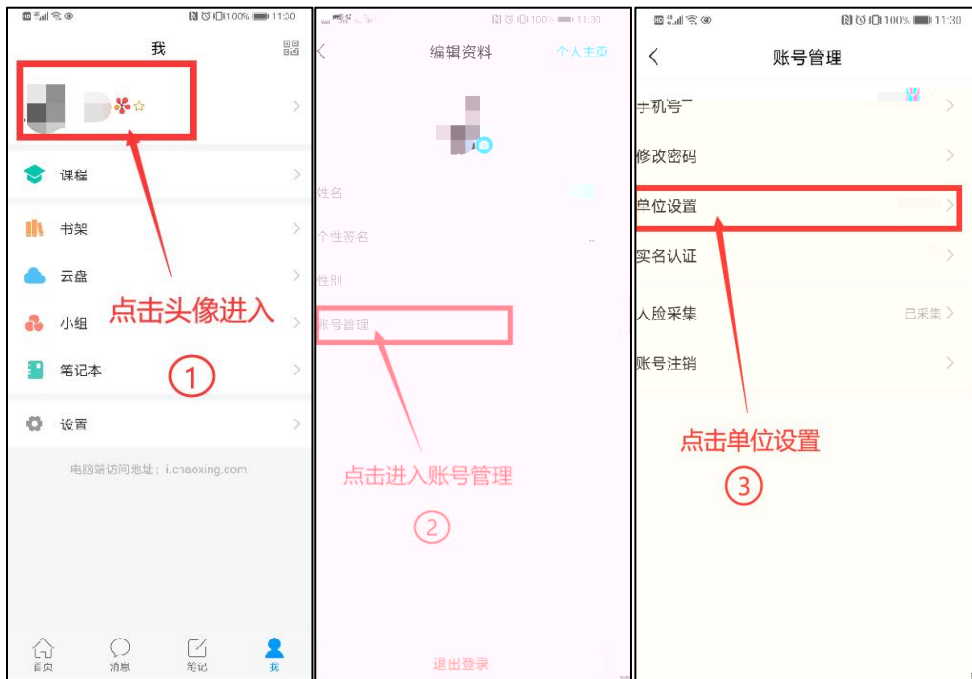 100% 11:30
我
课程
书架
云盘
小组
笔记本
设置
点击头像进入
①
电脑端访问地址：i.chaoxing.com
首页
消息
笔记
我
100% 11:30
编辑资料
个人主页
姓名
个性签名
性别
账号管理
点击进入账号管理
②
退出登录
100% 11:30
账号管理
手机号
修改密码
单位设置
实名认证
人脸采集
已采集
账号注销
点击单位设置
③